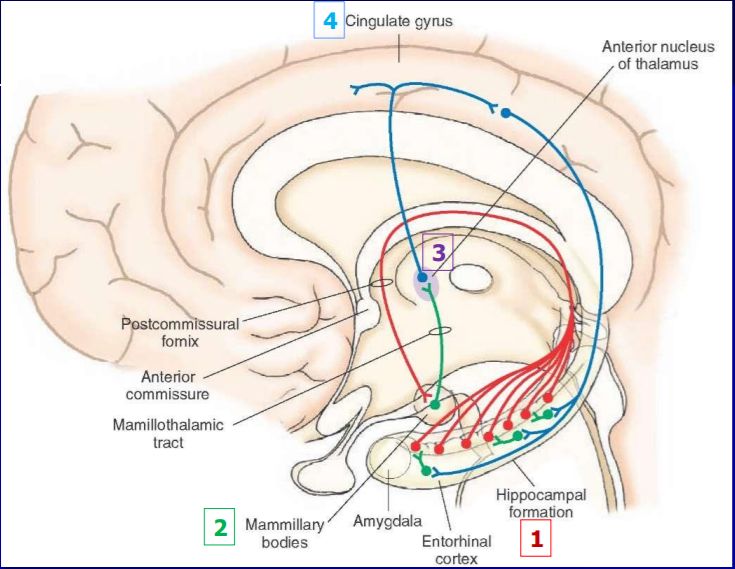 4 Cingulate gyrus
Anterior nucleus
of thalamus
3
Postcommissural
fornix
Anterior
commissure
Mamillothalamic
tract
Hippocampal
formation
1
2 Mammillary
bodies
Amygdala
Entorhinal
cortex